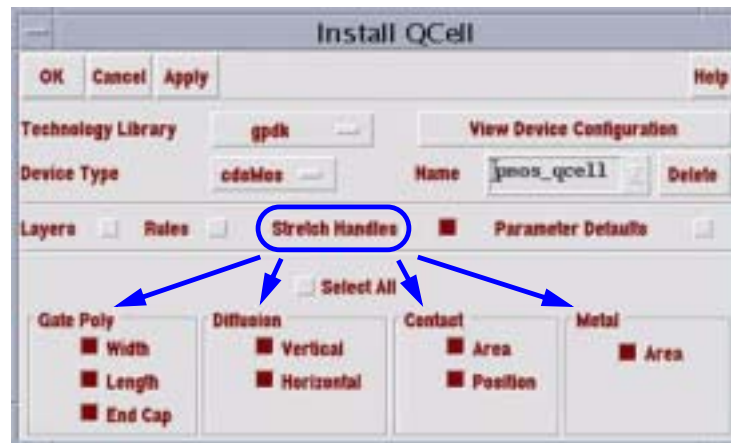 Install QCell
OK Cancel Apply Help
Technology Library gpdk View Device Configuration
Device Type cdsMos Name pmos_qcell Delete
Layers Rules Stretch Handles Parameter Defaults
Select All
Gate Poly Diffusion Contact Metal
Width Vertical Area Area
Length Horizontal Position
End Cap